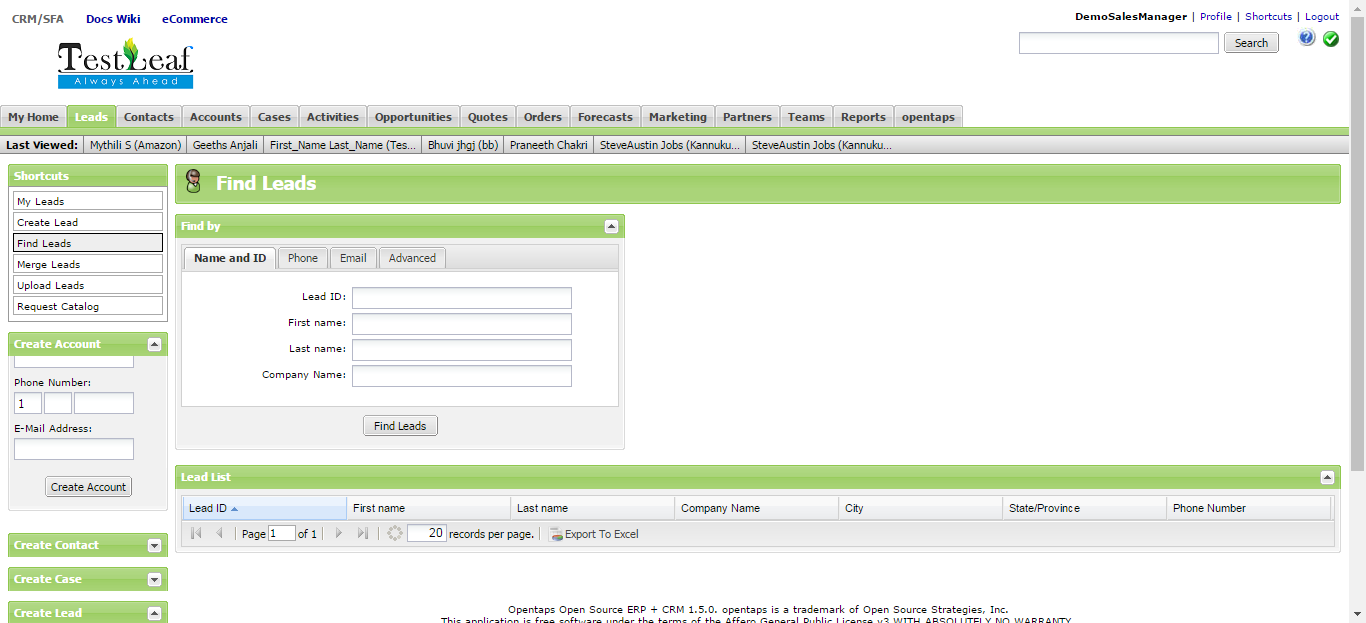 CRM/SFA Docs Wiki eCommerce
DemoSalesManager | Profile | Shortcuts | Logout
TestLeaf
Always Ahead
Search
?
My Home Leads Contacts Accounts Cases Activities Opportunities Quotes Orders Forecasts Marketing Partners Teams Reports opentaps
Last Viewed: Mythili S (Amazon) Geeths Anjali First_Name Last_Name (Tes... Bhuvi jhgj (bb) Praneeth Chakri SteveAustin Jobs (Kannuku... SteveAustin Jobs (Kannuku...
Shortcuts
My Leads
Create Lead
Find Leads
Merge Leads
Upload Leads
Request Catalog
Create Account
Phone Number:
1
E-Mail Address:
Create Account
Create Contact
Create Case
Create Lead
Find Leads
Find by
Name and ID Phone Email Advanced
Lead ID:
First name:
Last name:
Company Name:
Find Leads
Lead List
Lead ID First name Last name Company Name City State/Province Phone Number
Page 1 of 1 20 records per page. Export To Excel
Opentaps Open Source ERP + CRM 1.5.0. opentaps is a trademark of Open Source Strategies, Inc.
This application is free software under the terms of the Affero General Public License v3 WITH ABSOLUTELY NO WARRANTY